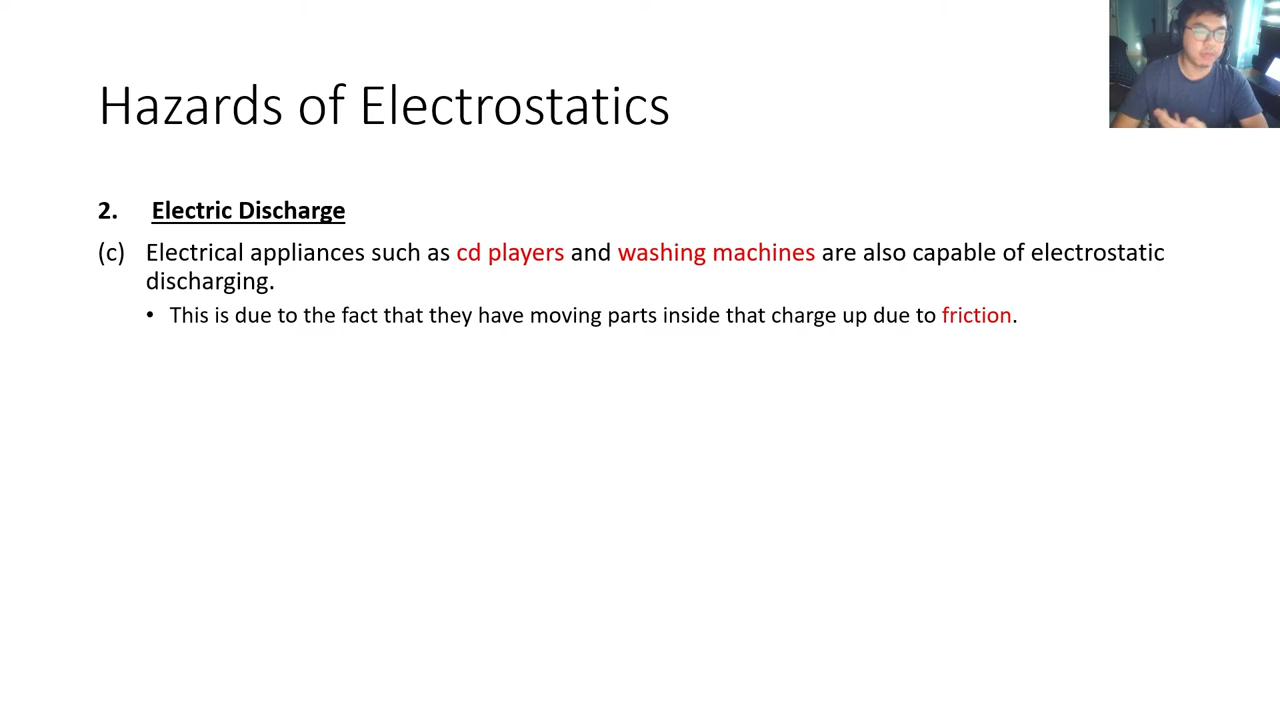 Hazards of Electrostatics
2. Electric Discharge
(c) Electrical appliances such as cd players and washing machines are also capable of electrostatic
discharging.
• This is due to the fact that they have moving parts inside that charge up due to friction.